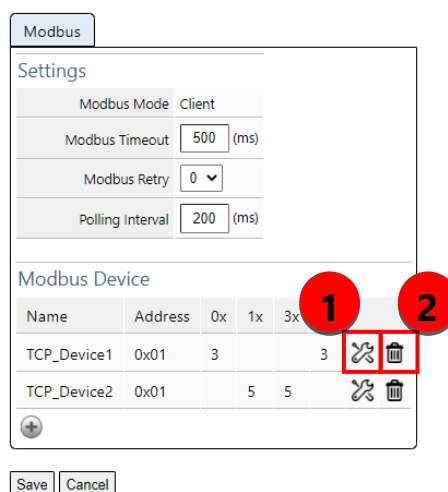 Modbus
Settings
Modbus Mode Client
Modbus Timeout 500 (ms)
Modbus Retry 0
Polling Interval 200 (ms)
Modbus Device
1 2
Name Address 0x 1x 3x
TCP_Device1 0x01 3 3
TCP_Device2 0x01 5 5
Save Cancel